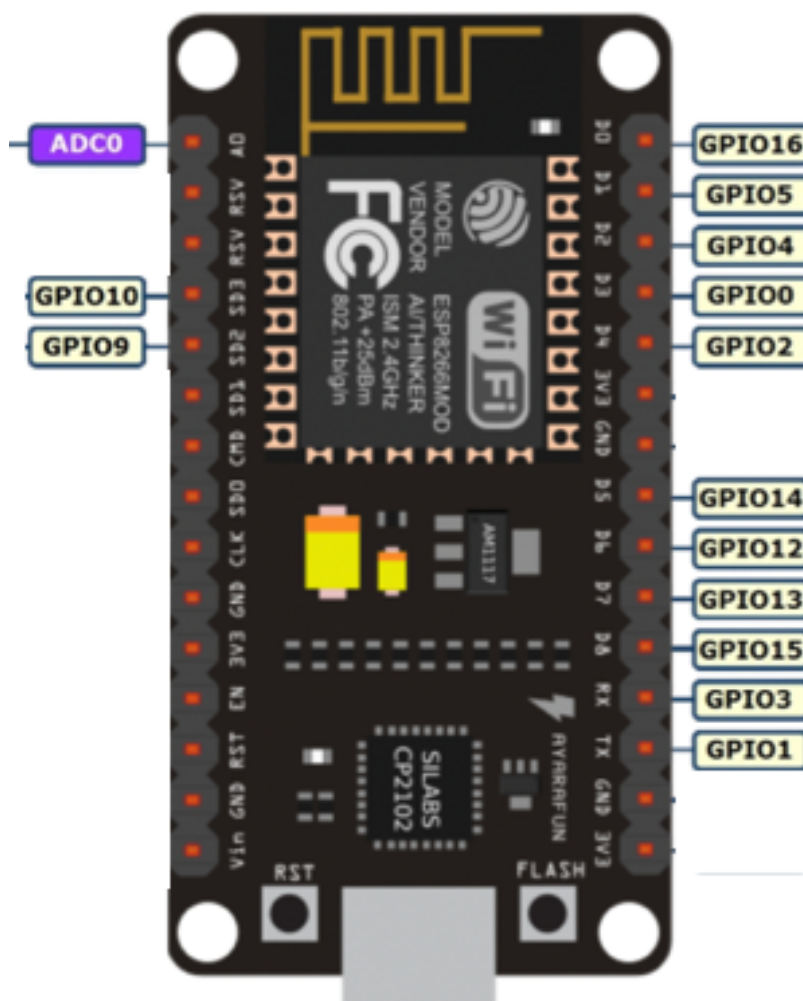 ADC0
GPIO10
GPIO9
A0
RSV
RSV
SD3
SD2
SD1
CMD
SD0
CLK
GND
3V3
EN
RST
GND
Vin
MODEL
VENDOR
ESP8266MOD
AI/THINKER
ISM 2.4GHz
PA +25dBm
802.11b/g/n
FC
WiFi
AM1117
SILABS
CP2102
AYARAFUN
RST
FLASH
D0
D1
D2
D3
D4
3V3
GND
D5
D6
D7
D8
RX
TX
GND
3V3
GPIO16
GPIO5
GPIO4
GPIO0
GPIO2
GPIO14
GPIO12
GPIO13
GPIO15
GPIO3
GPIO1